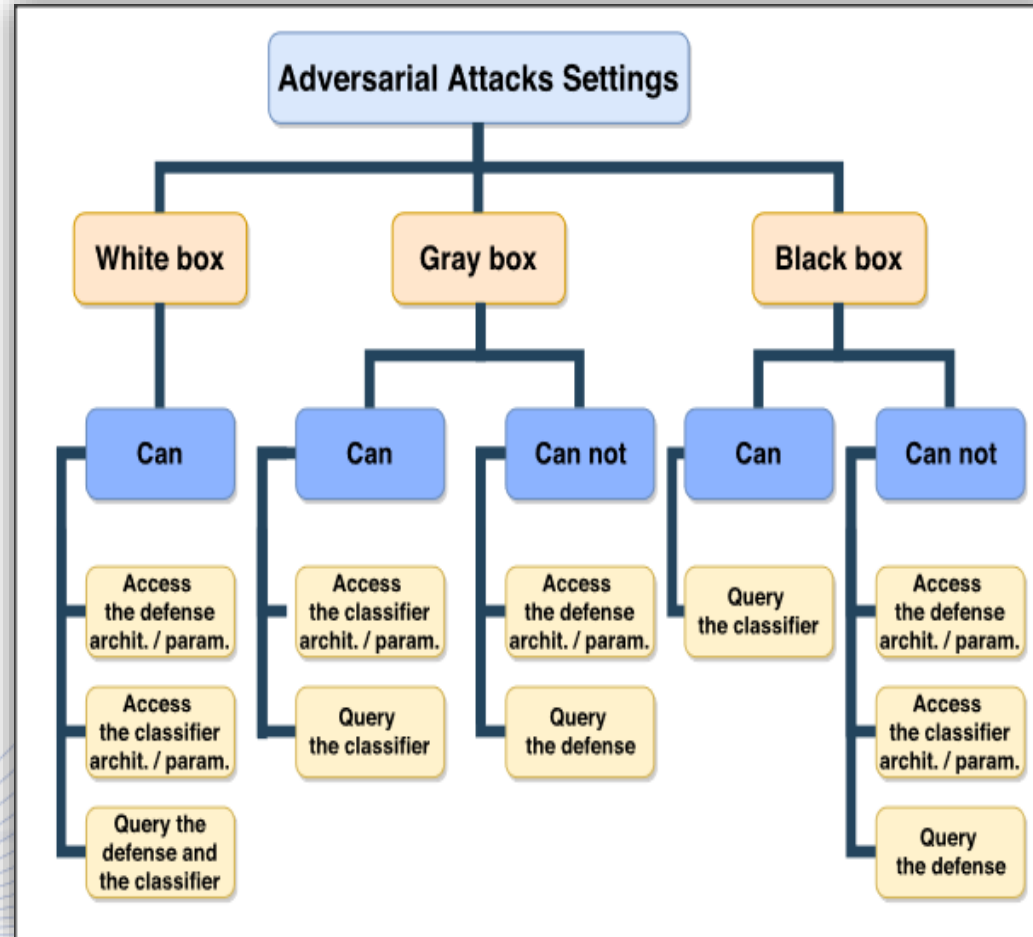 Adversarial Attacks Settings
White box
Gray box
Black box
Can
Can
Can not
Can
Can not
Access
the defense
archit. / param.
Access
the classifier
archit. / param.
Query the
defense and
the classifier
Access
the classifier
archit. / param.
Query
the classifier
Access
the defense
archit. / param.
Query
the defense
Query
the classifier
Access
the defense
archit. / param.
Access
the classifier
archit. / param.
Query
the defense